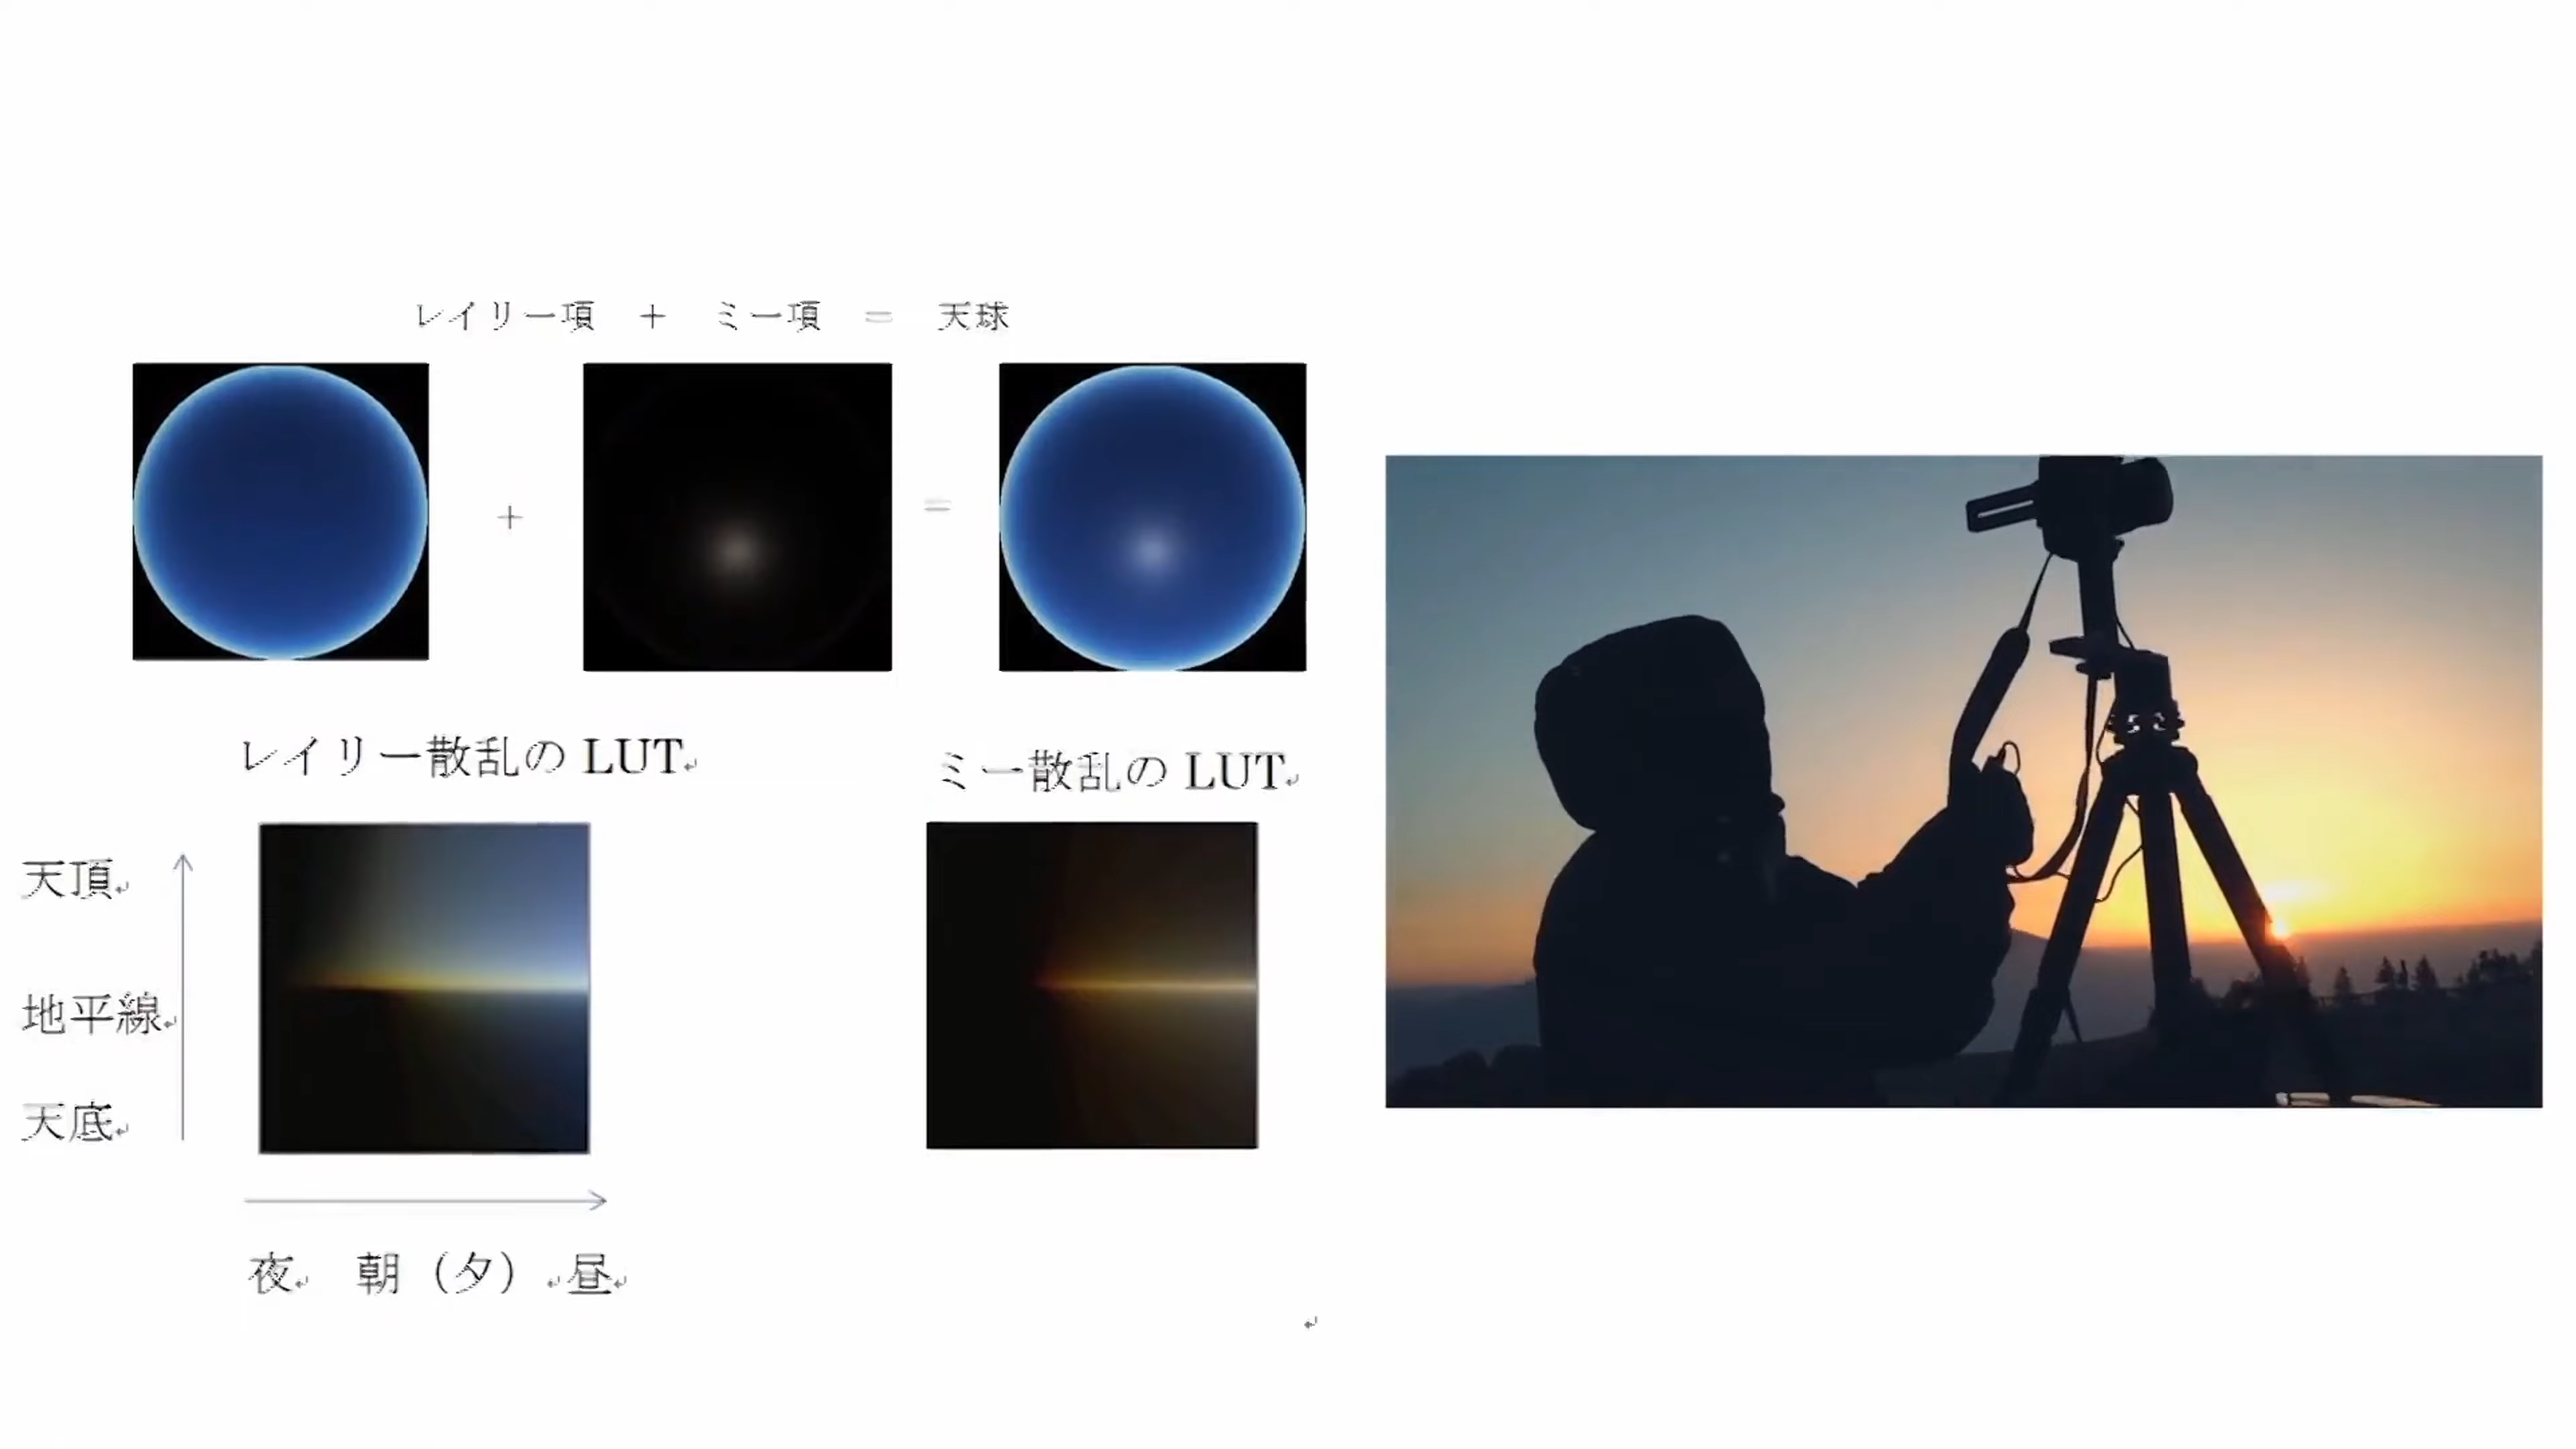 レイリー項 + ミー項 = 天球
+ =
レイリー散乱の LUT
ミー散乱の LUT
天頂
地平線
天底
夜 朝（夕） 昼